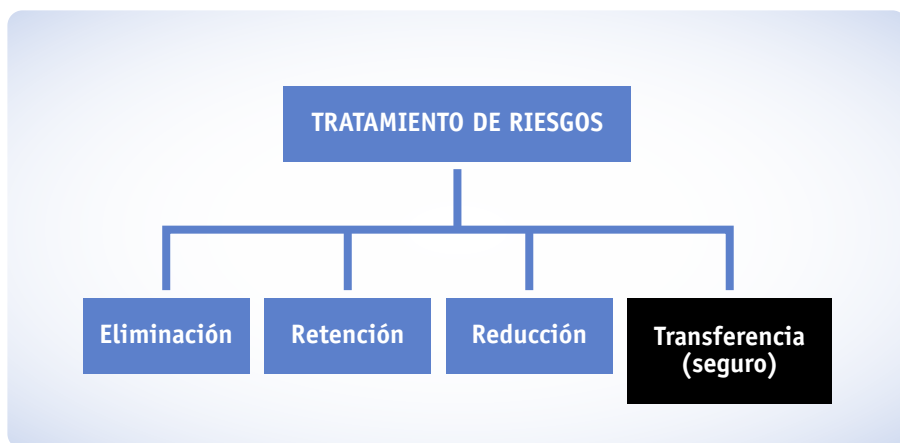 TRATAMIENTO DE RIESGOS
Eliminación
Retención
Reducción
Transferencia
(seguro)